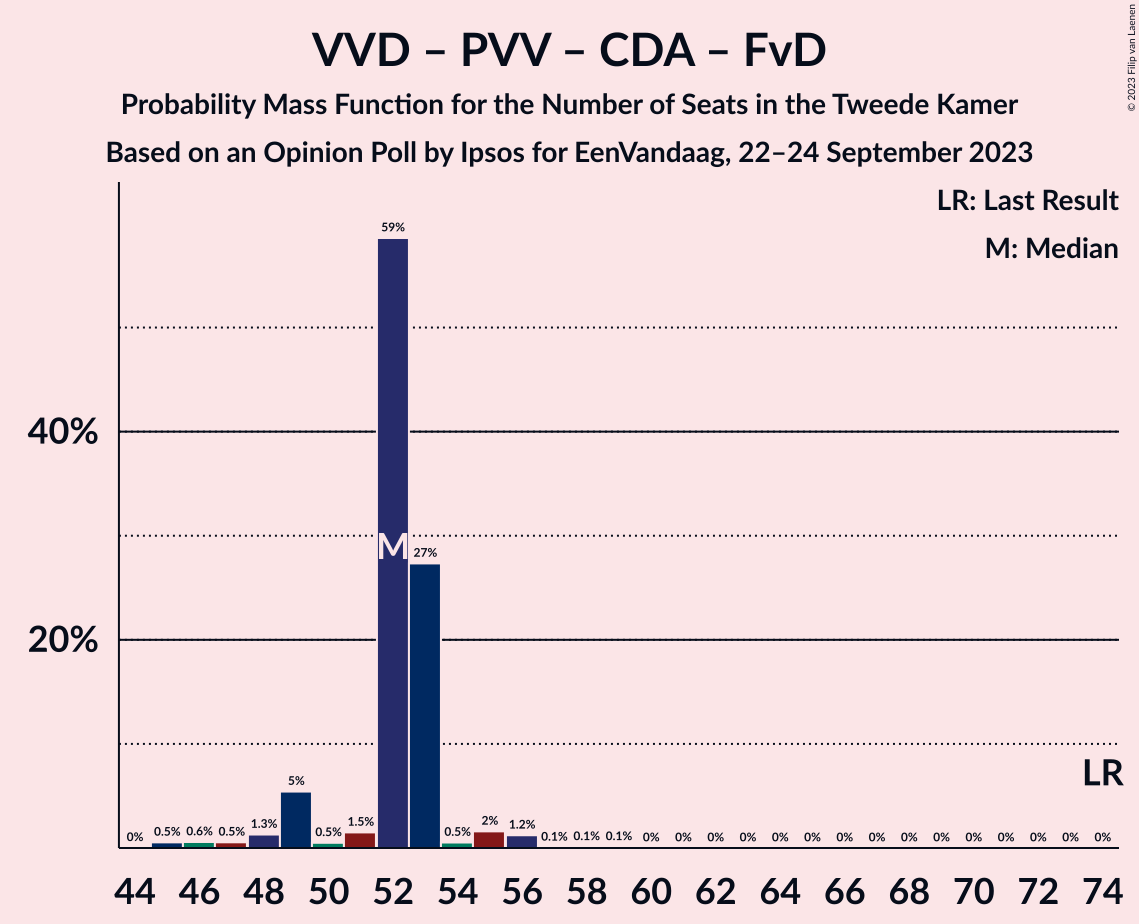 VVD – PVV – CDA – FvD
Probability Mass Function for the Number of Seats in the Tweede Kamer
Based on an Opinion Poll by Ipsos for EenVandaag, 22–24 September 2023
© 2023 Filip van Laenen
LR: Last Result
M: Median
59%
40%
M
27%
20%
LR
0% 0.5% 0.6% 0.5% 1.3% 5% 0.5% 1.5% 0.5% 2% 1.2% 0.1% 0.1% 0.1% 0% 0% 0% 0% 0% 0% 0% 0% 0% 0% 0% 0% 0% 0% 0%
44 46 48 50 52 54 56 58 60 62 64 66 68 70 72 74